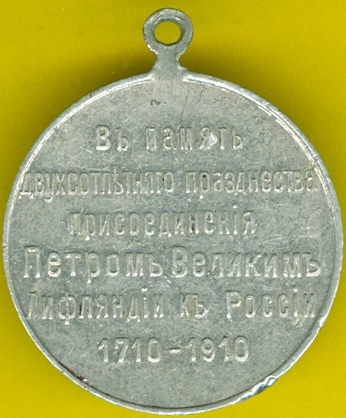 Въ память
двухсотлѣтняго празднества
присоединенія
Петромъ Великимъ
Лифляндіи къ Россіи
1710-1910